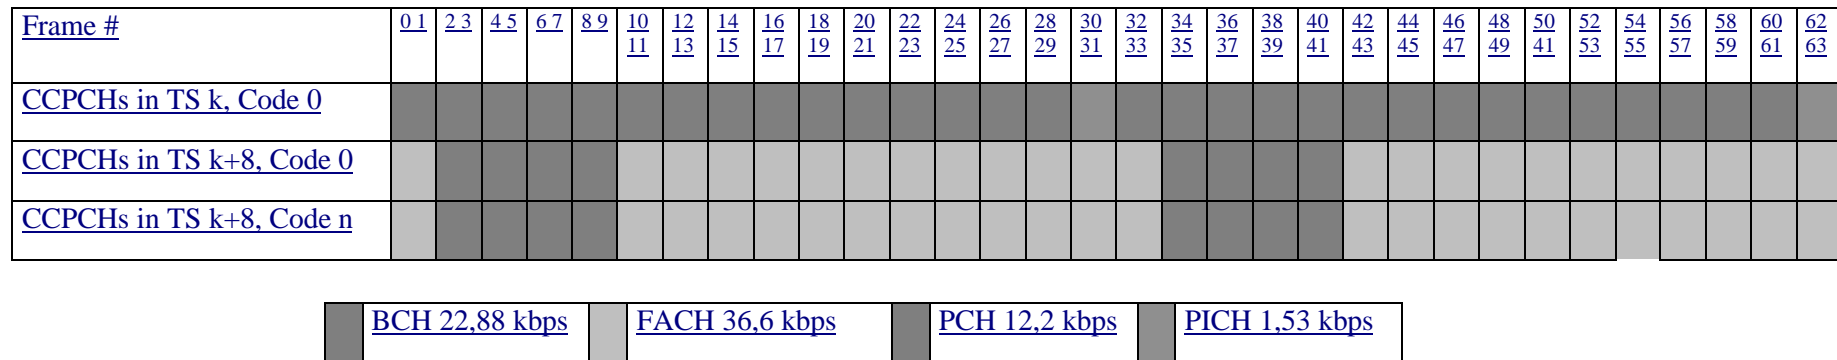 Frame # 0 1 2 3 4 5 6 7 8 9 10 12 14 16 18 20 22 24 26 28 30 32 34 36 38 40 42 44 46 48 50 52 54 56 58 60 62
11 13 15 17 19 21 23 25 27 29 31 33 35 37 39 41 43 45 47 49 41 53 55 57 59 61 63
CCPCHs in TS k, Code 0
CCPCHs in TS k+8, Code 0
CCPCHs in TS k+8, Code n
BCH 22,88 kbps FACH 36,6 kbps PCH 12,2 kbps PICH 1,53 kbps